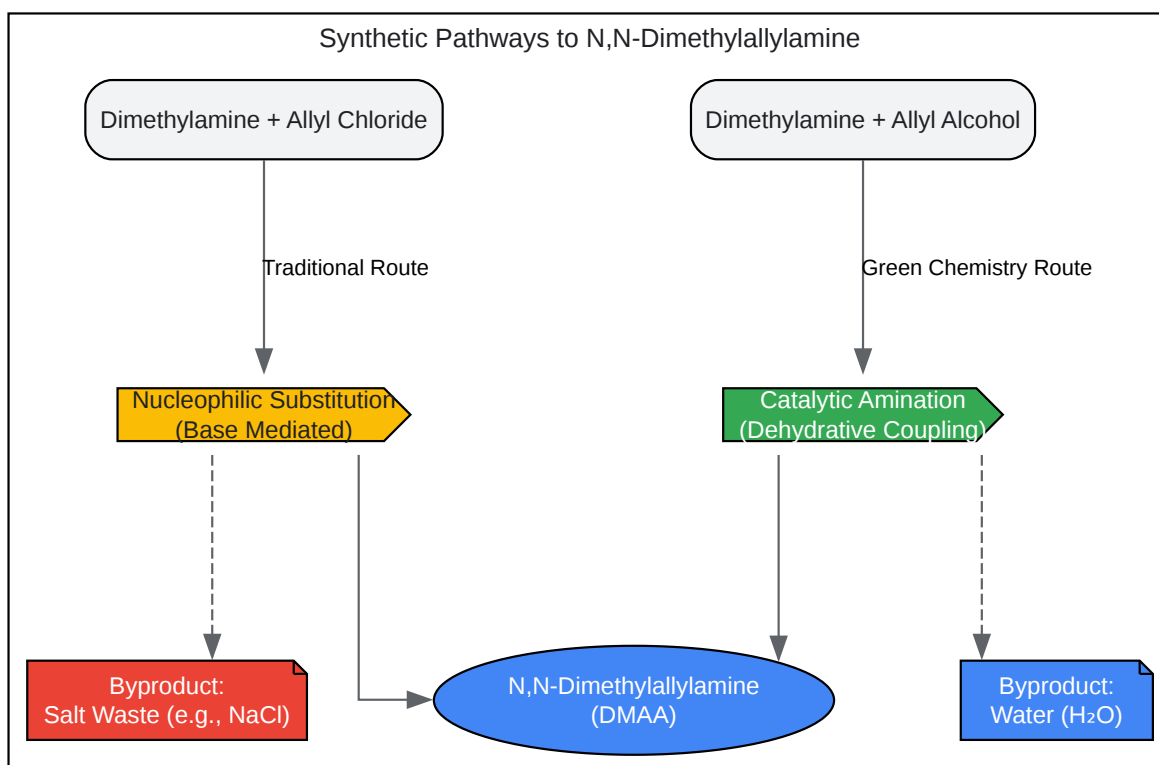 Synthetic Pathways to N,N-Dimethylallylamine
Dimethylamine + Allyl Chloride
Dimethylamine + Allyl Alcohol
Traditional Route
Green Chemistry Route
Nucleophilic Substitution
(Base Mediated)
Catalytic Amination
(Dehydrative Coupling)
Byproduct:
Salt Waste (e.g., NaCl)
N,N-Dimethylallylamine
(DMAA)
Byproduct:
Water (H₂O)